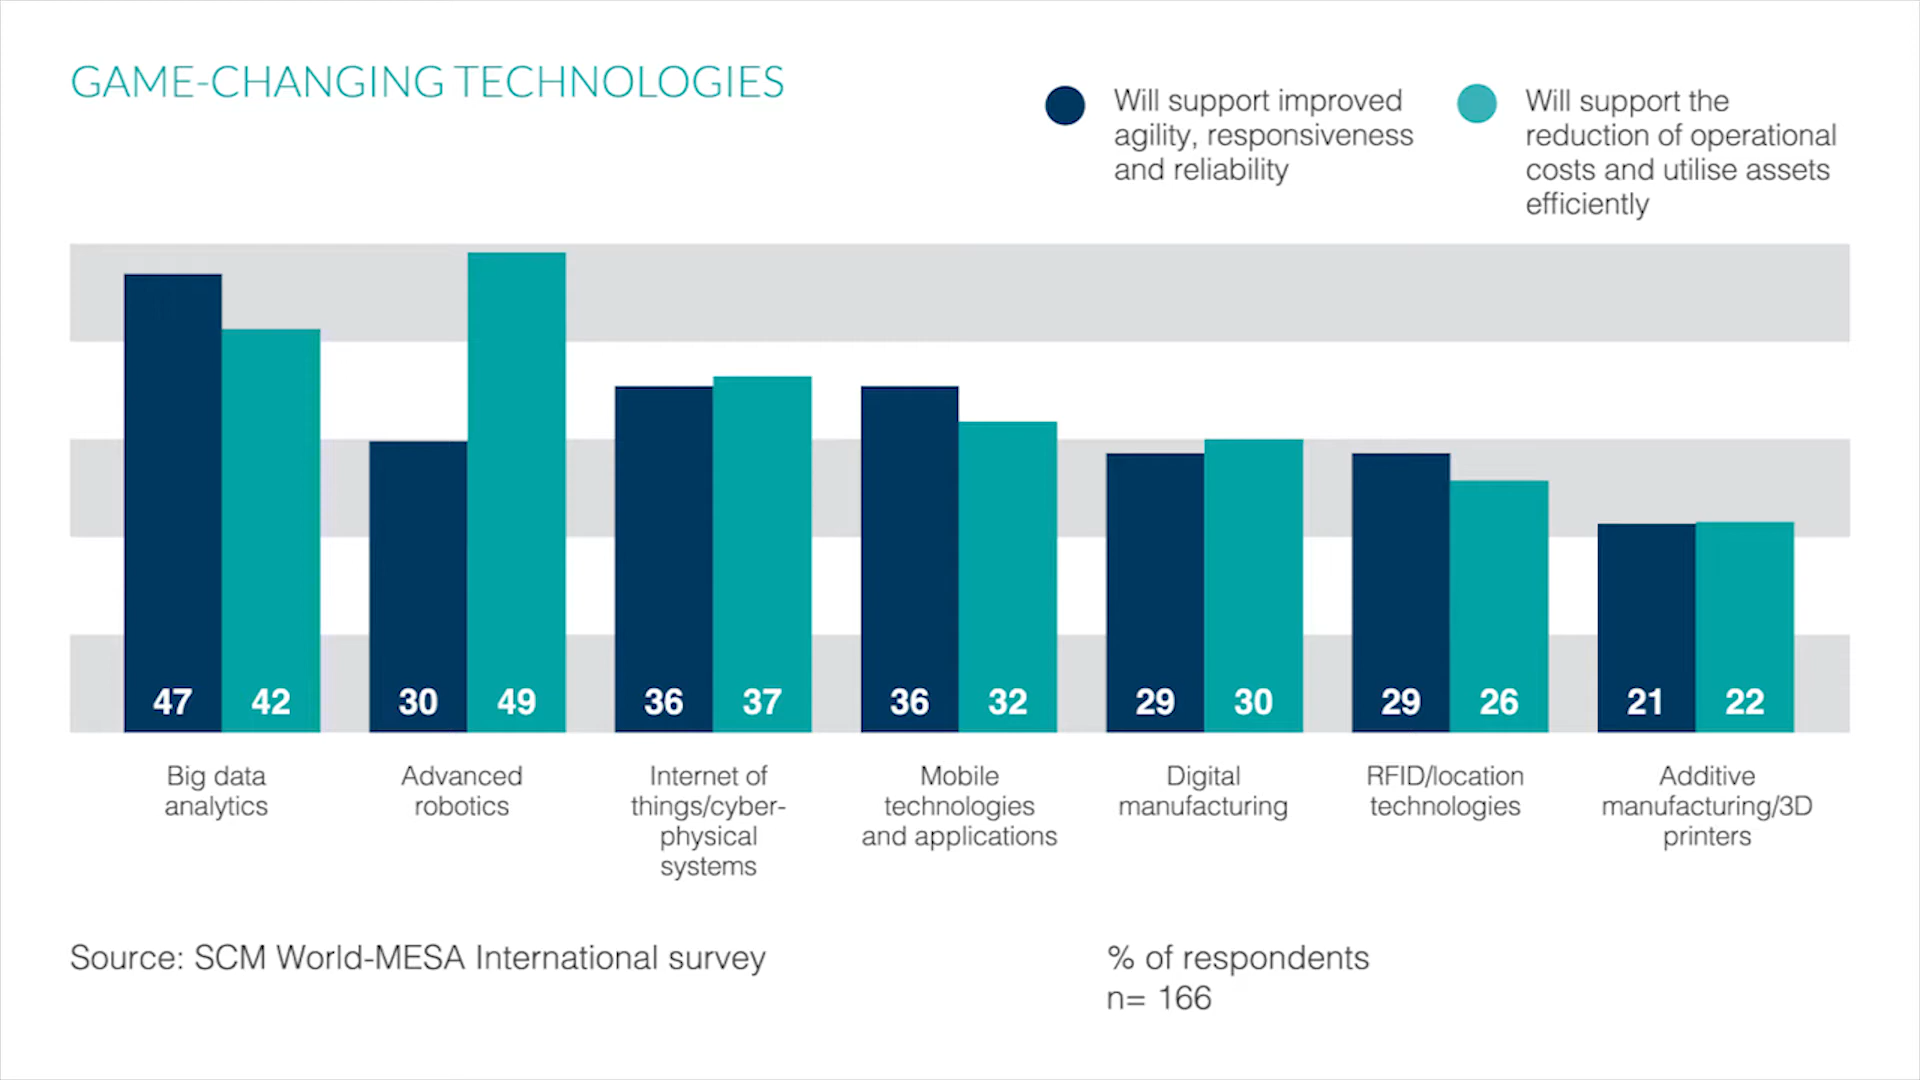 GAME-CHANGING TECHNOLOGIES
Will support improved
agility, responsiveness
and reliability
Will support the
reduction of operational
costs and utilise assets
efficiently
47 42 30 49 36 37 36 32 29 30 29 26 21 22
Big data
analytics
Advanced
robotics
Internet of
things/cyber-
physical
systems
Mobile
technologies
and applications
Digital
manufacturing
RFID/location
technologies
Additive
manufacturing/3D
printers
Source: SCM World-MESA International survey
% of respondents
n= 166